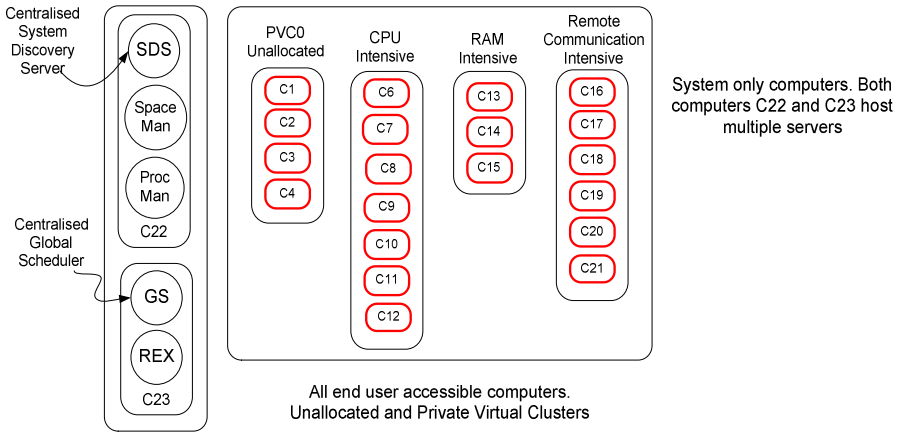 Centralised
System
Discovery
Server
SDS
Space
Man
Proc
Man
C22
Centralised
Global
Scheduler
GS
REX
C23
PVC0
Unallocated
C1
C2
C3
C4
CPU
Intensive
C6
C7
C8
C9
C10
C11
C12
RAM
Intensive
C13
C14
C15
Remote
Communication
Intensive
C16
C17
C18
C19
C20
C21
System only computers. Both
computers C22 and C23 host
multiple servers
All end user accessible computers.
Unallocated and Private Virtual Clusters